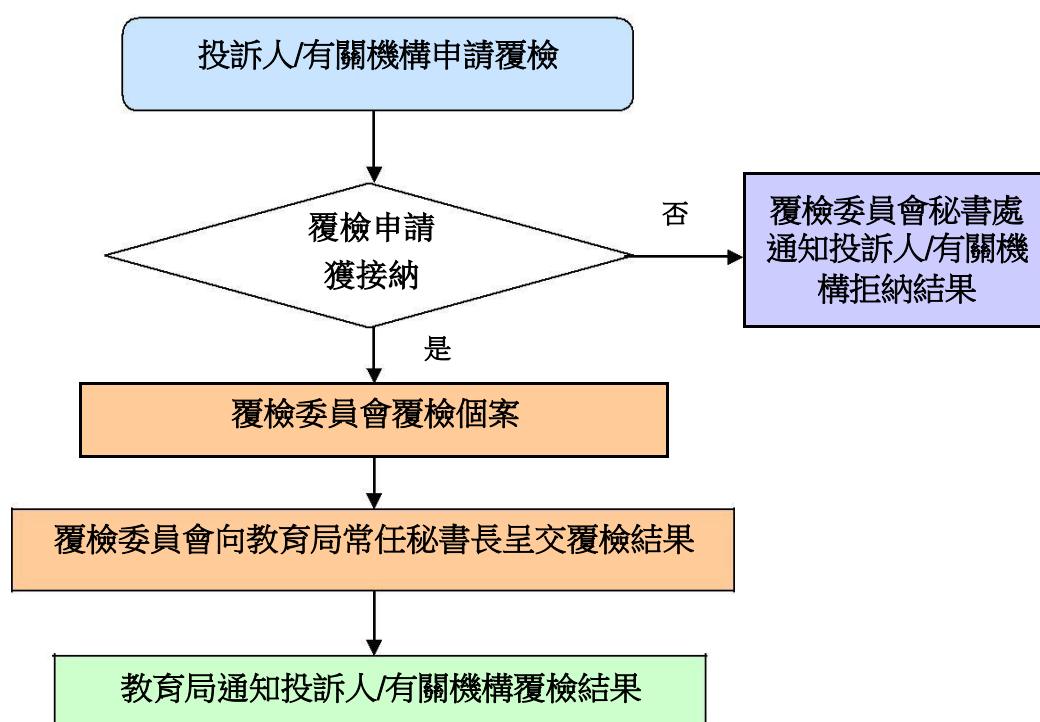 投訴人/有關機構申請覆檢
覆檢申請
獲接納
否
覆檢委員會秘書處
通知投訴人/有關機
構拒納結果
是
覆檢委員會覆檢個案
覆檢委員會向教育局常任秘書長呈交覆檢結果
教育局通知投訴人/有關機構覆檢結果